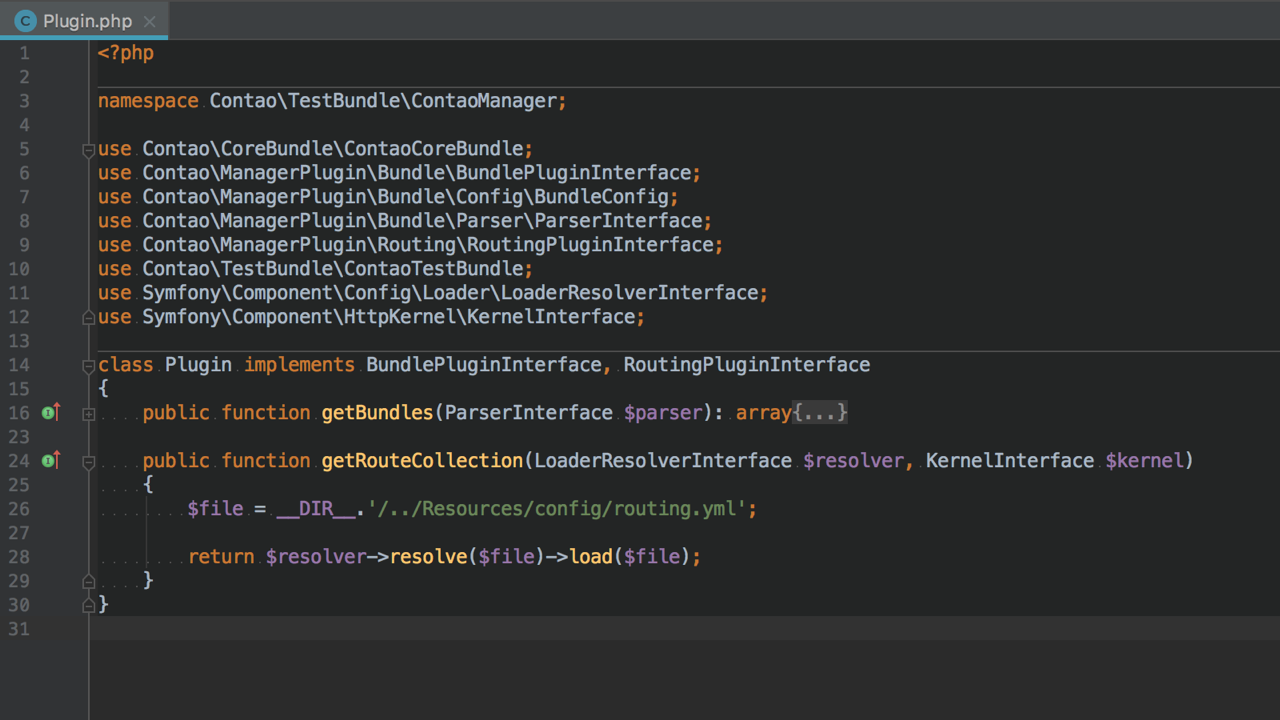 Plugin.php
1 <?php
2
3 namespace Contao\TestBundle\ContaoManager;
4
5 use Contao\CoreBundle\ContaoCoreBundle;
6 use Contao\ManagerPlugin\Bundle\BundlePluginInterface;
7 use Contao\ManagerPlugin\Bundle\Config\BundleConfig;
8 use Contao\ManagerPlugin\Bundle\Parser\ParserInterface;
9 use Contao\ManagerPlugin\Routing\RoutingPluginInterface;
10 use Contao\TestBundle\ContaoTestBundle;
11 use Symfony\Component\Config\Loader\LoaderResolverInterface;
12 use Symfony\Component\HttpKernel\KernelInterface;
13
14 class Plugin implements BundlePluginInterface, RoutingPluginInterface
15 {
16     public function getBundles(ParserInterface $parser): array{...}
23
24     public function getRouteCollection(LoaderResolverInterface $resolver, KernelInterface $kernel)
25     {
26         $file = __DIR__.'/../Resources/config/routing.yml';
27
28         return $resolver->resolve($file)->load($file);
29     }
30 }
31